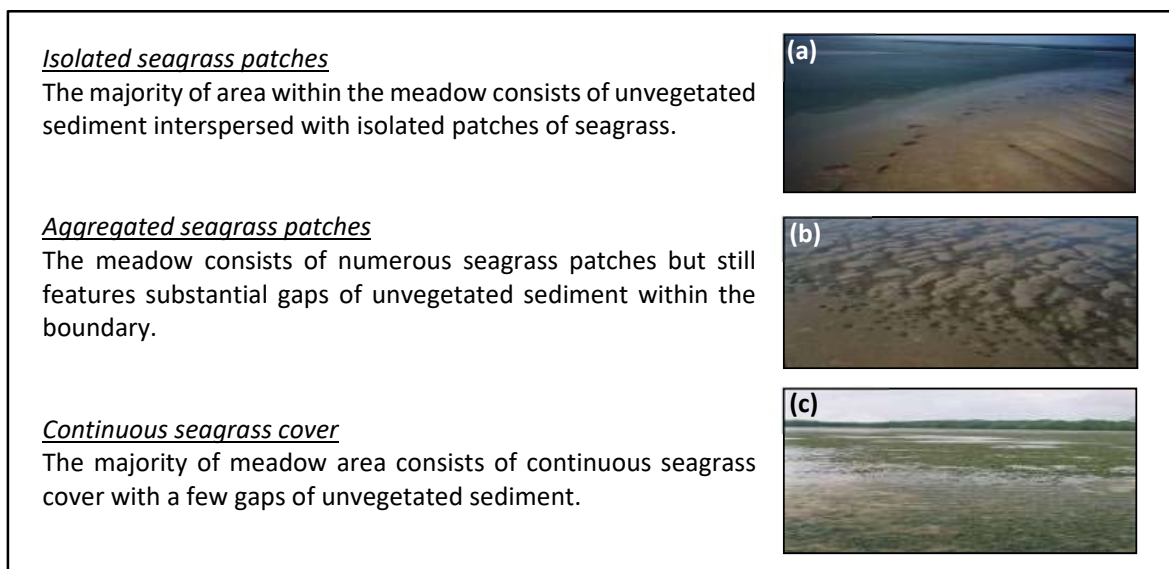 Isolated seagrass patches
The majority of area within the meadow consists of unvegetated
sediment interspersed with isolated patches of seagrass.
(a)
Aggregated seagrass patches
The meadow consists of numerous seagrass patches but still
features substantial gaps of unvegetated sediment within the
boundary.
(b)
Continuous seagrass cover
The majority of meadow area consists of continuous seagrass
cover with a few gaps of unvegetated sediment.
(c)